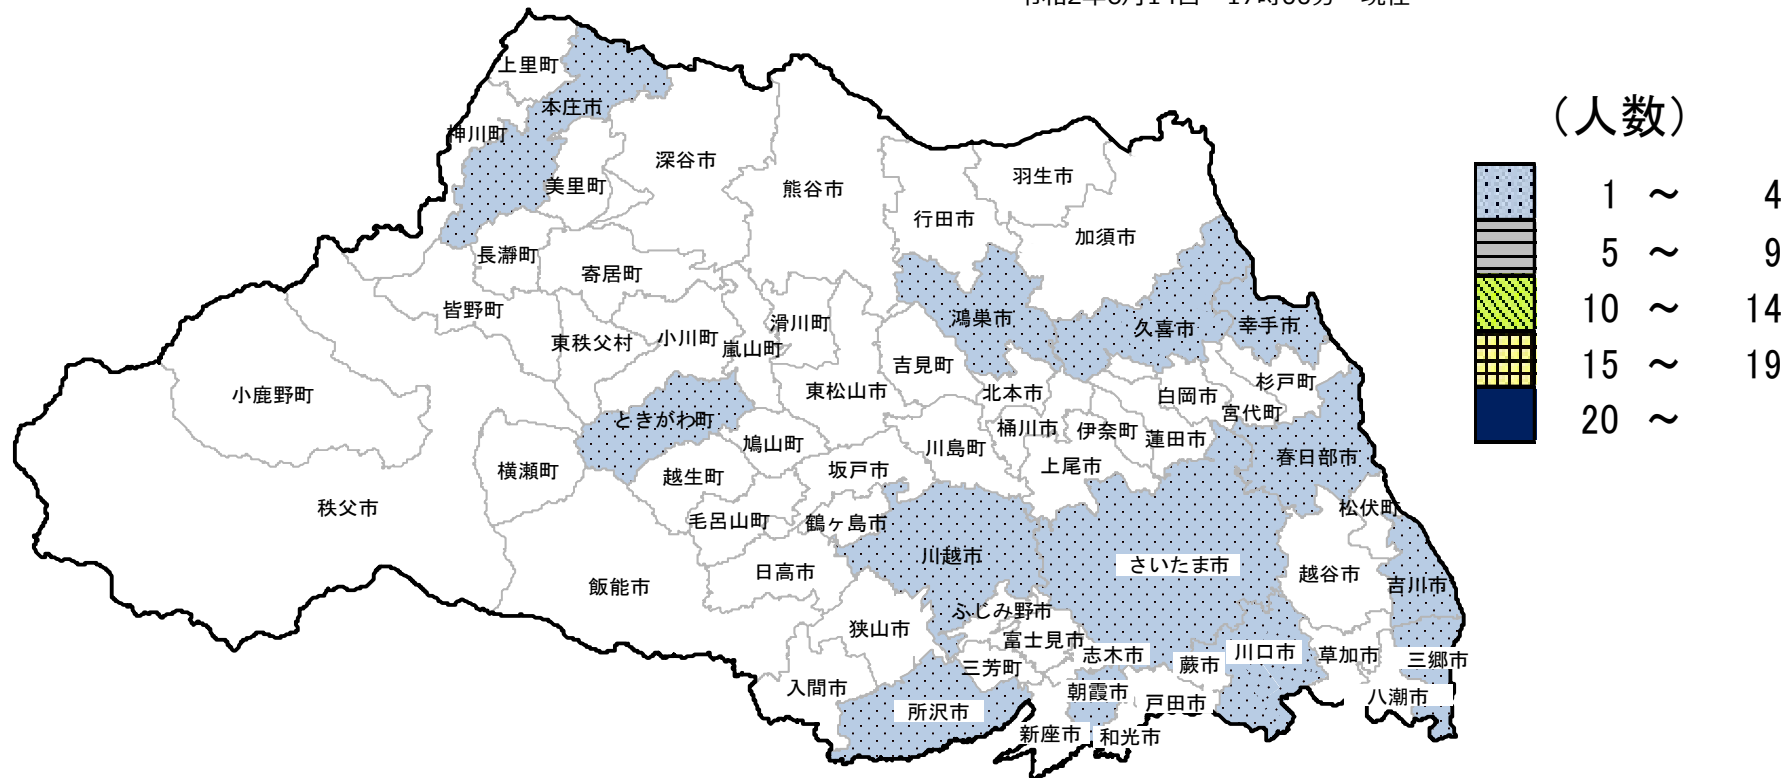 (人数)
1 ～ 4
5 ～ 9
10 ～ 14
15 ～ 19
20 ～
上里町
本庄市
神川町
美里町
深谷市
熊谷市
羽生市
行田市
加須市
長瀞町
寄居町
皆野町
東秩父村
小川町
嵐山町
滑川町
吉見町
鴻巣市
久喜市
幸手市
小鹿野町
ときがわ町
東松山市
北本市
白岡市
杉戸町
宮代町
桶川市
伊奈町
蓮田市
鳩山町
川島町
上尾市
春日部市
横瀬町
越生町
坂戸市
秩父市
毛呂山町
鶴ヶ島市
松伏町
川越市
さいたま市
越谷市
吉川市
日高市
飯能市
狭山市
ふじみ野市
富士見市
志木市
三芳町
蕨市
川口市
草加市
三郷市
入間市
所沢市
朝霞市
戸田市
八潮市
新座市
和光市